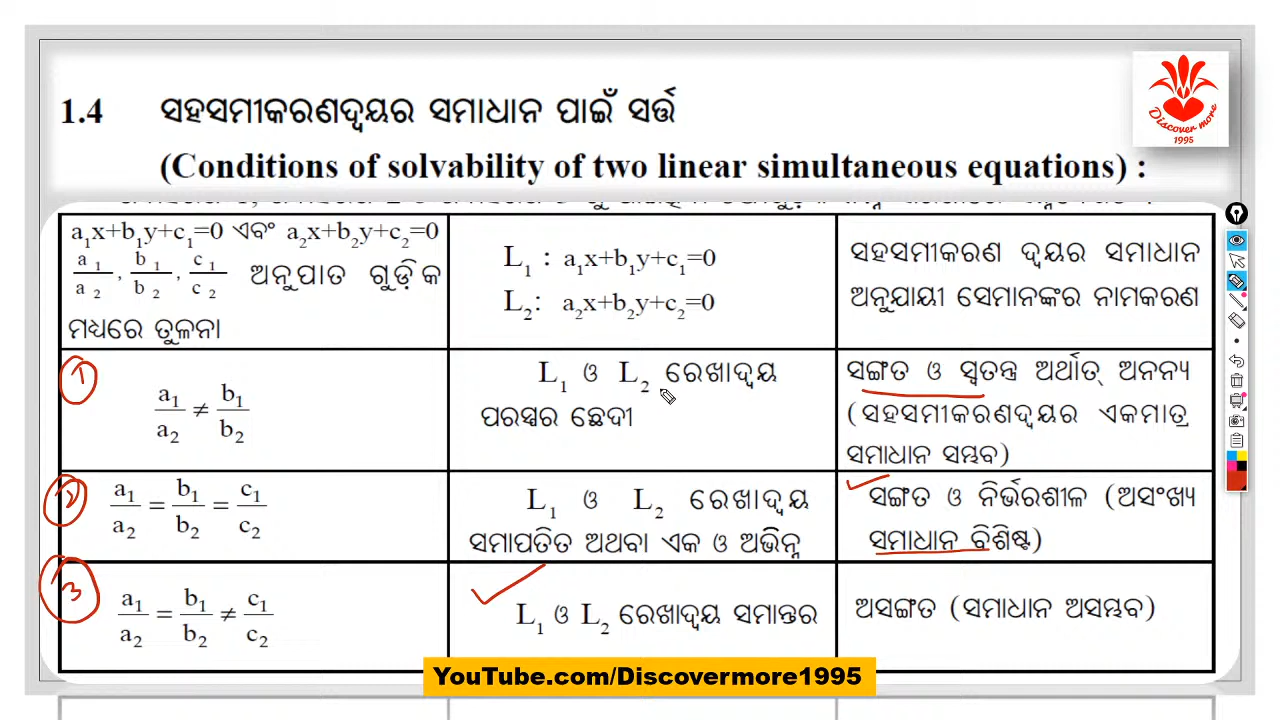 1.4 ସହସମୀକରଣଦ୍ୱୟର ସମାଧାନ ପାଇଁ ସର୍ତ୍ତ
(Conditions of solvability of two linear simultaneous equations) :
Discover more
1995
a₁x+b₁y+c₁=0 ଏବଂ a₂x+b₂y+c₂=0
a₁/a₂, b₁/b₂, c₁/c₂ ଅନୁପାତ ଗୁଡ଼ିକ
ମଧ୍ୟରେ ତୁଳନା
L₁ : a₁x+b₁y+c₁=0
L₂: a₂x+b₂y+c₂=0
ସହସମୀକରଣ ଦ୍ୱୟର ସମାଧାନ
ଅନୁଯାୟୀ ସେମାନଙ୍କର ନାମକରଣ
1
a₁/a₂ ≠ b₁/b₂
L₁ ଓ L₂ ରେଖାଦ୍ୱୟ
ପରସ୍ପର ଛେଦୀ
ସଙ୍ଗତ ଓ ସ୍ୱତନ୍ତ୍ର ଅର୍ଥାତ୍ ଅନନ୍ୟ
(ସହସମୀକରଣଦ୍ୱୟର ଏକମାତ୍ର
ସମାଧାନ ସମ୍ଭବ)
2
a₁/a₂ = b₁/b₂ = c₁/c₂
L₁ ଓ L₂ ରେଖାଦ୍ୱୟ
ସମାପତିତ ଅଥବା ଏକ ଓ ଅଭିନ୍ନ
ସଙ୍ଗତ ଓ ନିର୍ଭରଶୀଳ (ଅସଂଖ୍ୟ
ସମାଧାନ ବିଶିଷ୍ଟ)
3
a₁/a₂ = b₁/b₂ ≠ c₁/c₂
L₁ ଓ L₂ ରେଖାଦ୍ୱୟ ସମାନ୍ତର
ଅସଙ୍ଗତ (ସମାଧାନ ଅସମ୍ଭବ)
YouTube.com/Discovermore1995